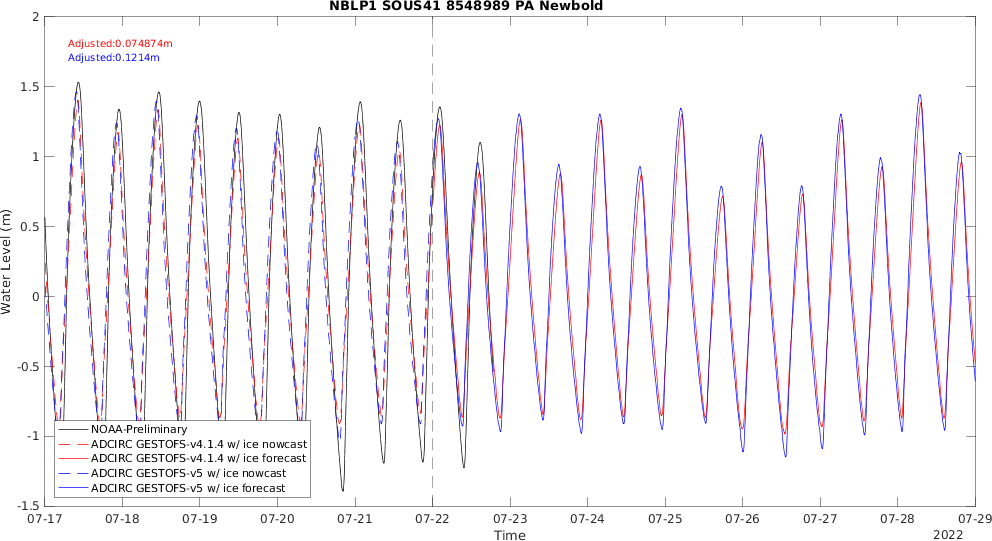 NBLP1 SOUS41 8548989 PA Newbold
Adjusted:0.074874m
Adjusted:0.1214m
Water Level (m)
2
1.5
1
0.5
0
-0.5
-1
-1.5
NOAA-Preliminary
ADCIRC GESTOFS-v4.1.4 w/ ice nowcast
ADCIRC GESTOFS-v4.1.4 w/ ice forecast
ADCIRC GESTOFS-v5 w/ ice nowcast
ADCIRC GESTOFS-v5 w/ ice forecast
07-17 07-18 07-19 07-20 07-21 07-22 07-23 07-24 07-25 07-26 07-27 07-28 07-29
Time
2022